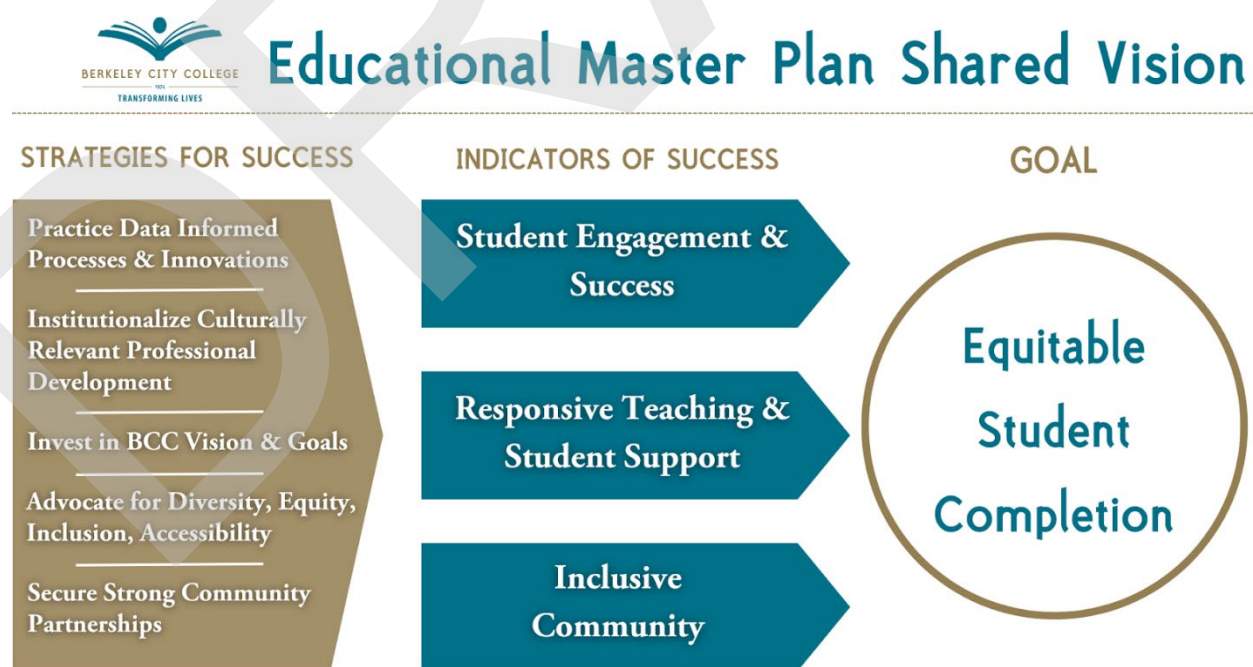 BERKELEY CITY COLLEGE
1974
TRANSFORMING LIVES
Educational Master Plan Shared Vision
STRATEGIES FOR SUCCESS
Practice Data Informed
Processes & Innovations
Institutionalize Culturally
Relevant Professional
Development
Invest in BCC Vision & Goals
Advocate for Diversity, Equity,
Inclusion, Accessibility
Secure Strong Community
Partnerships
INDICATORS OF SUCCESS
Student Engagement &
Success
Responsive Teaching &
Student Support
Inclusive
Community
GOAL
Equitable
Student
Completion